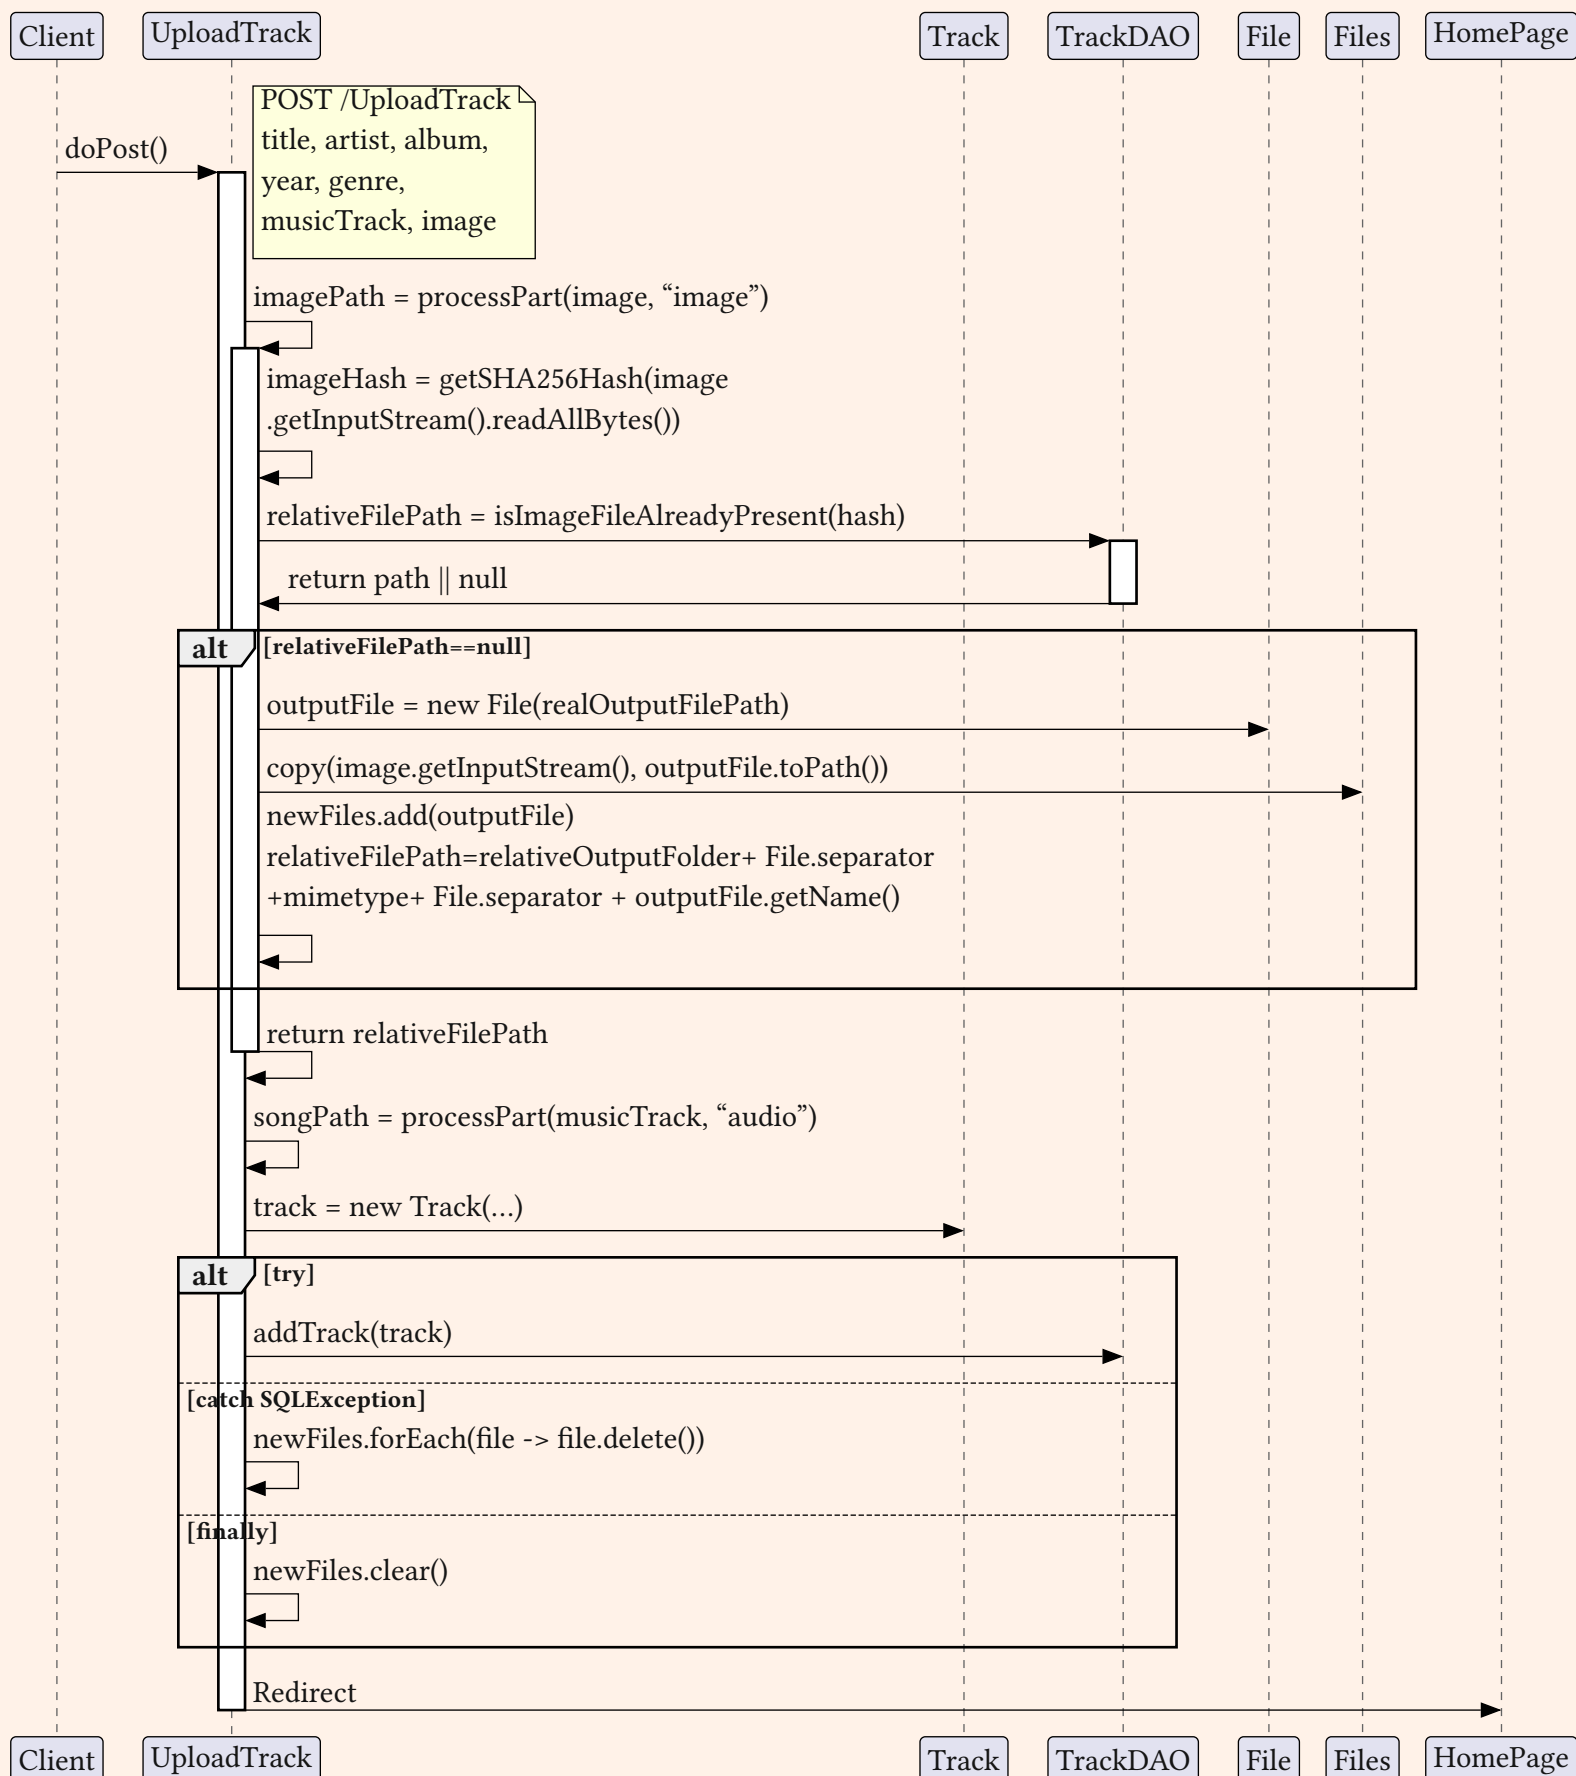 Client UploadTrack Track TrackDAO File Files HomePage
POST /UploadTrack
title, artist, album,
year, genre,
musicTrack, image
doPost()
imagePath = processPart(image, “image”)
imageHash = getSHA256Hash(image
.getInputStream().readAllBytes())
relativeFilePath = isImageFileAlreadyPresent(hash)
return path || null
alt [relativeFilePath==null]
outputFile = new File(realOutputFilePath)
copy(image.getInputStream(), outputFile.toPath())
newFiles.add(outputFile)
relativeFilePath=relativeOutputFolder+ File.separator
+mimetype+ File.separator + outputFile.getName()
return relativeFilePath
songPath = processPart(musicTrack, “audio”)
track = new Track(…)
alt [try]
addTrack(track)
[catch SQLException]
newFiles.forEach(file -> file.delete())
[finally]
newFiles.clear()
Redirect
Client UploadTrack Track TrackDAO File Files HomePage